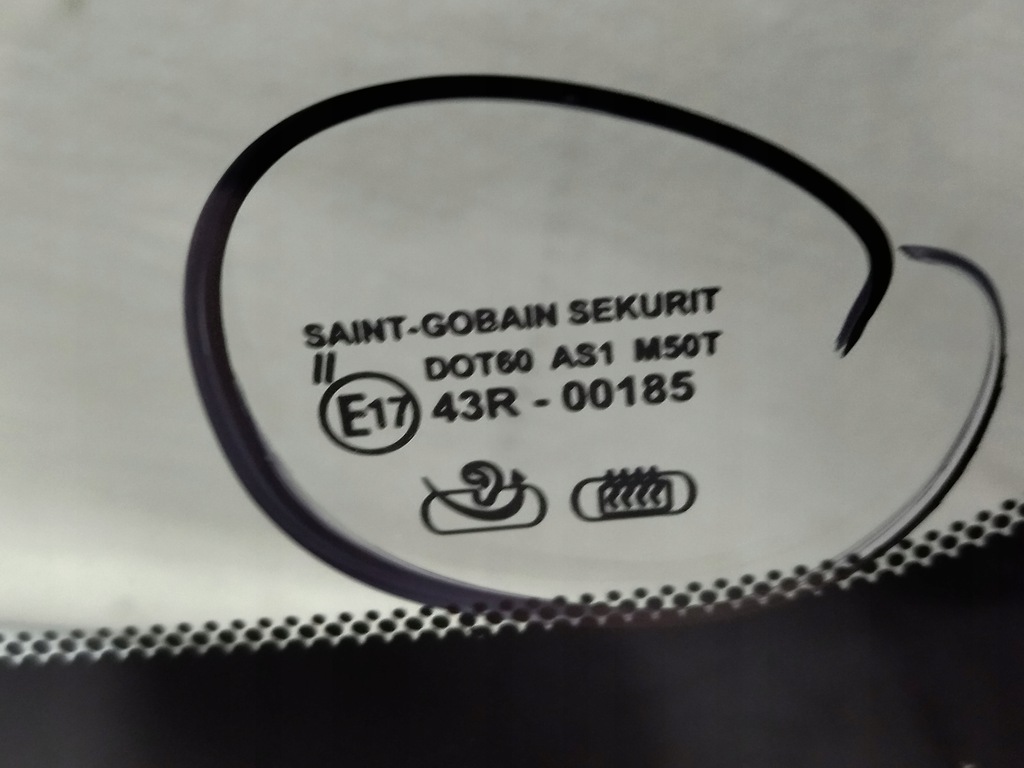 SAINT-GOBAIN SEKURIT
II DOT60 AS1 M50T
E17 43R - 00185